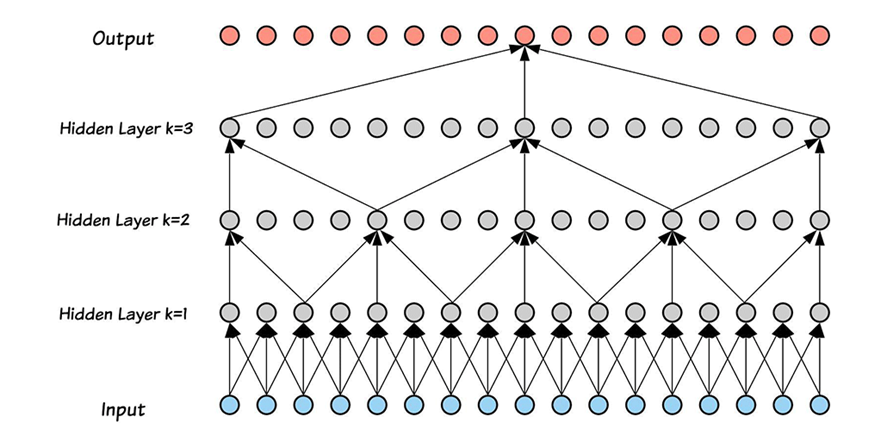 Output
Hidden Layer k=3
Hidden Layer k=2
Hidden Layer k=1
Input